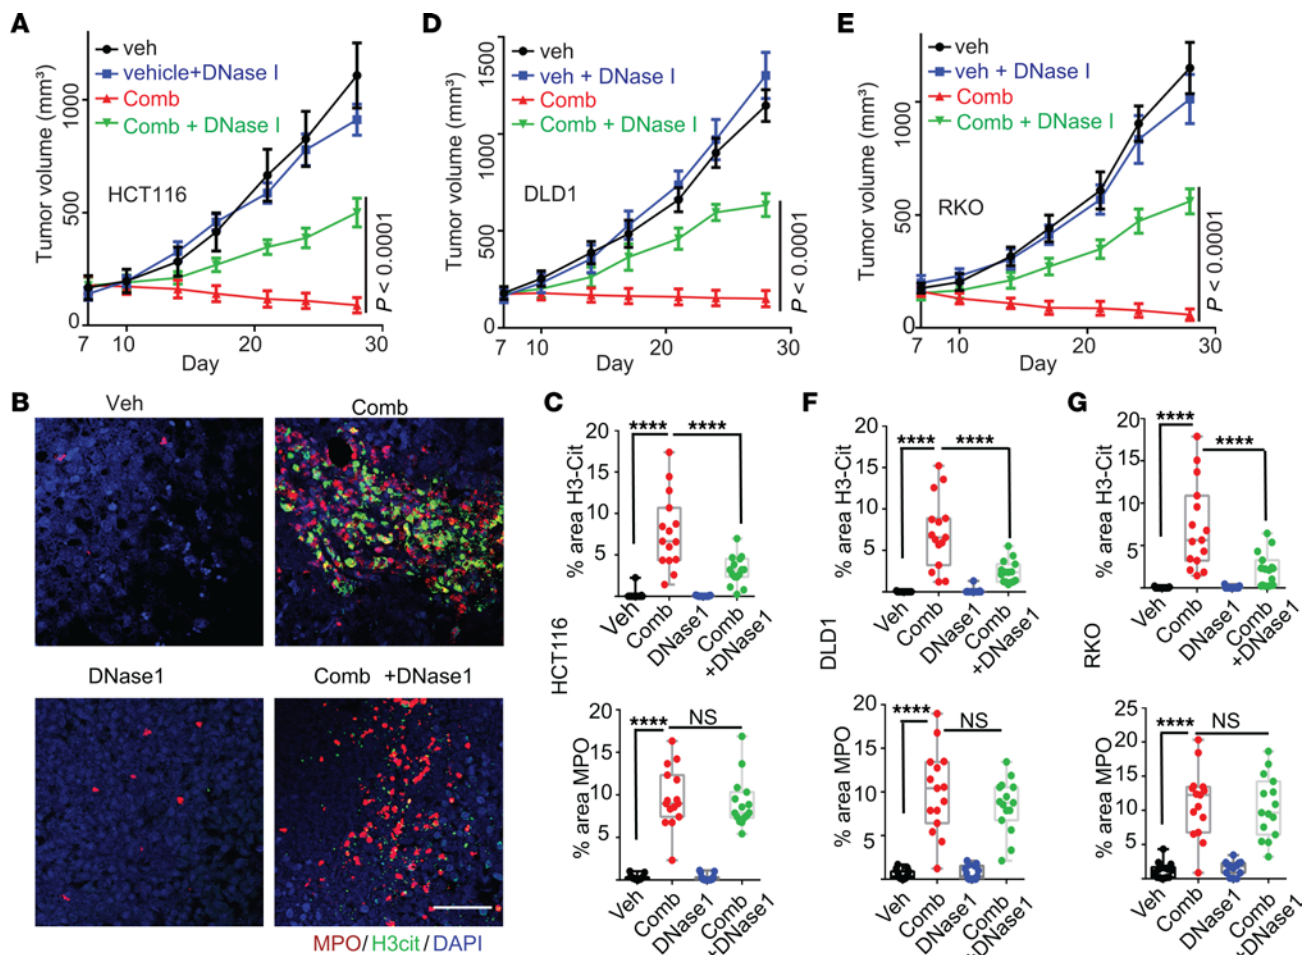 A
veh
vehicle+DNase I
Comb
Comb + DNase I
HCT116
Tumor volume (mm³)
1000
500
0
7 10 20 30
Day
P < 0.0001
D
veh
veh + DNase I
Comb
Comb + DNase I
DLD1
Tumor volume (mm³)
1500
1000
500
0
7 10 20 30
Day
P < 0.0001
E
veh
veh + DNase I
Comb
Comb + DNase I
RKO
Tumor volume (mm³)
1000
500
0
7 10 20 30
Day
P < 0.0001
B
Veh Comb
DNase1 Comb +DNase1
MPO/H3cit/DAPI
C
HCT116
% area H3-Cit
20
15
10
5
**** ****
Veh
Comb
DNase1
Comb
+DNase1
% area MPO
20
15
10
5
0
**** NS
Veh
Comb
DNase1
Comb
+DNase1
F
DLD1
% area H3-Cit
20
15
10
5
0
**** ****
Veh
Comb
DNase1
Comb
+DNase1
% area MPO
20
15
10
5
0
**** NS
Veh
Comb
DNase1
Comb
+DNase1
G
RKO
% area H3-Cit
20
15
10
5
0
**** ****
Veh
Comb
DNase1
Comb
+DNase1
% area MPO
25
20
15
10
5
0
**** NS
Veh
Comb
DNase1
Comb
+DNase1